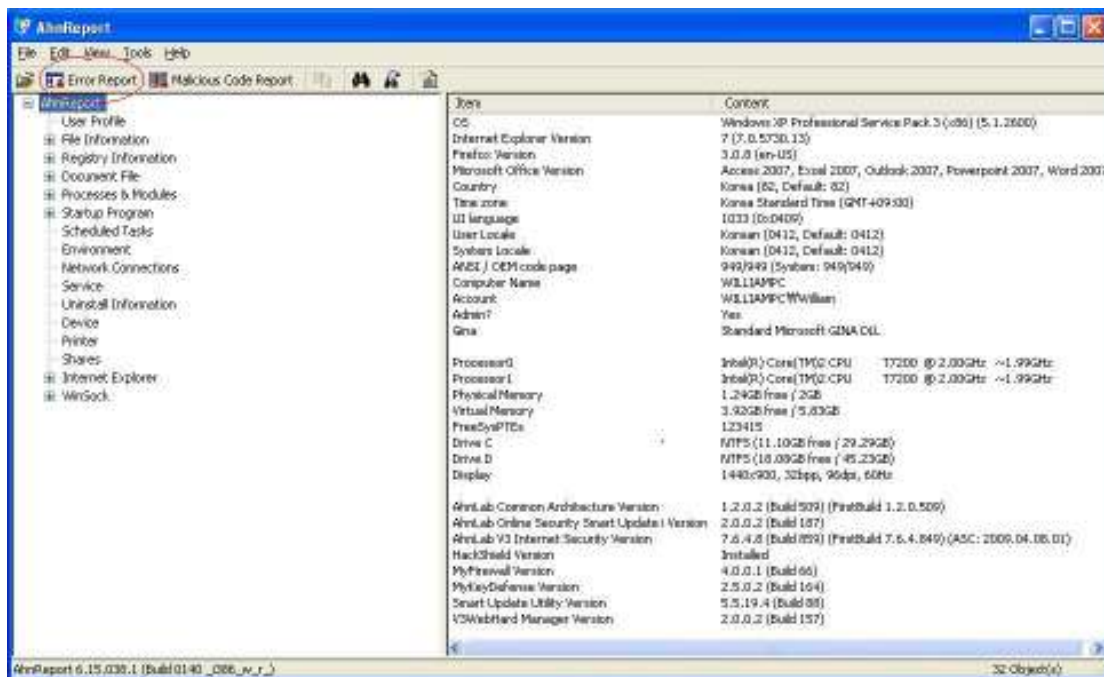 AhnReport
File Edit View Tools Help
Error Report Malicious Code Report
AhnReport
User Profile
File Information
Registry Information
Document File
Processes & Modules
Startup Program
Scheduled Tasks
Environment
Network Connections
Service
Uninstall Information
Device
Printer
Shares
Internet Explorer
WinSock
Item Content
OS Windows XP Professional Service Pack 3 (x86) (5.1.2600)
Internet Explorer Version 7 (7.0.5730.13)
Firefox Version 3.0.8 (en-US)
Microsoft Office Version Access 2007, Excel 2007, Outlook 2007, Powerpoint 2007, Word 2007
Country Korea (82, Default: 82)
Time zone Korea Standard Time (GMT+09:00)
UI language 1033 (0x0409)
User Locale Korean (0412, Default: 0412)
System Locale Korean (0412, Default: 0412)
ANSI / OEM code page 949/949 (System: 949/949)
Computer Name WILLIAMPC
Account WILLIAMPC₩William
Admin? Yes
Gina Standard Microsoft GINA DLL
Processor0 Intel(R) Core(TM)2 CPU T7200 @ 2.00GHz ~1.99GHz
Processor1 Intel(R) Core(TM)2 CPU T7200 @ 2.00GHz ~1.99GHz
Physical Memory 1.24GB free / 2GB
Virtual Memory 3.92GB free / 5.83GB
FreeSysPTEs 123415
Drive C NTFS (11.10GB free / 29.29GB)
Drive D NTFS (18.08GB free / 45.23GB)
Display 1440x900, 32bpp, 96dpi, 60Hz
AhnLab Common Architecture Version 1.2.0.2 (Build 509) (FirstBuild 1.2.0.509)
AhnLab Online Security Smart Update Version 2.0.0.2 (Build 187)
AhnLab V3 Internet Security Version 7.6.4.8 (Build 859) (FirstBuild 7.6.4.849) (ASC: 2009.04.08.01)
HackShield Version Installed
MyFirewall Version 4.0.0.1 (Build 66)
MyKeyDefense Version 2.5.0.2 (Build 164)
Smart Update Utility Version 5.5.19.4 (Build 88)
V3WebHard Manager Version 2.0.0.2 (Build 157)
AhnReport 6.15.038.1 (Build 0140 _i386_w_r_) 32 Object(s)